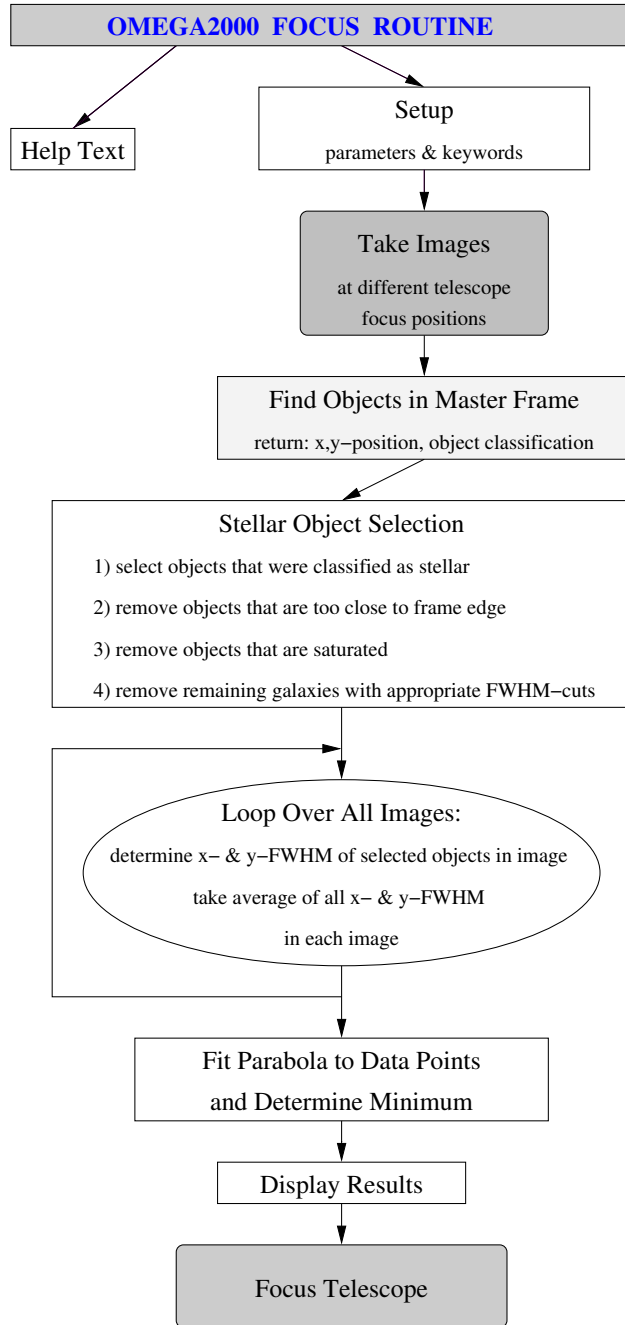 OMEGA2000 FOCUS ROUTINE
Help Text
Setup
parameters & keywords
Take Images
at different telescope
focus positions
Find Objects in Master Frame
return: x,y−position, object classification
Stellar Object Selection
1) select objects that were classified as stellar
2) remove objects that are too close to frame edge
3) remove objects that are saturated
4) remove remaining galaxies with appropriate FWHM−cuts
Loop Over All Images:
determine x− & y−FWHM of selected objects in image
take average of all x− & y−FWHM
in each image
Fit Parabola to Data Points
and Determine Minimum
Display Results
Focus Telescope